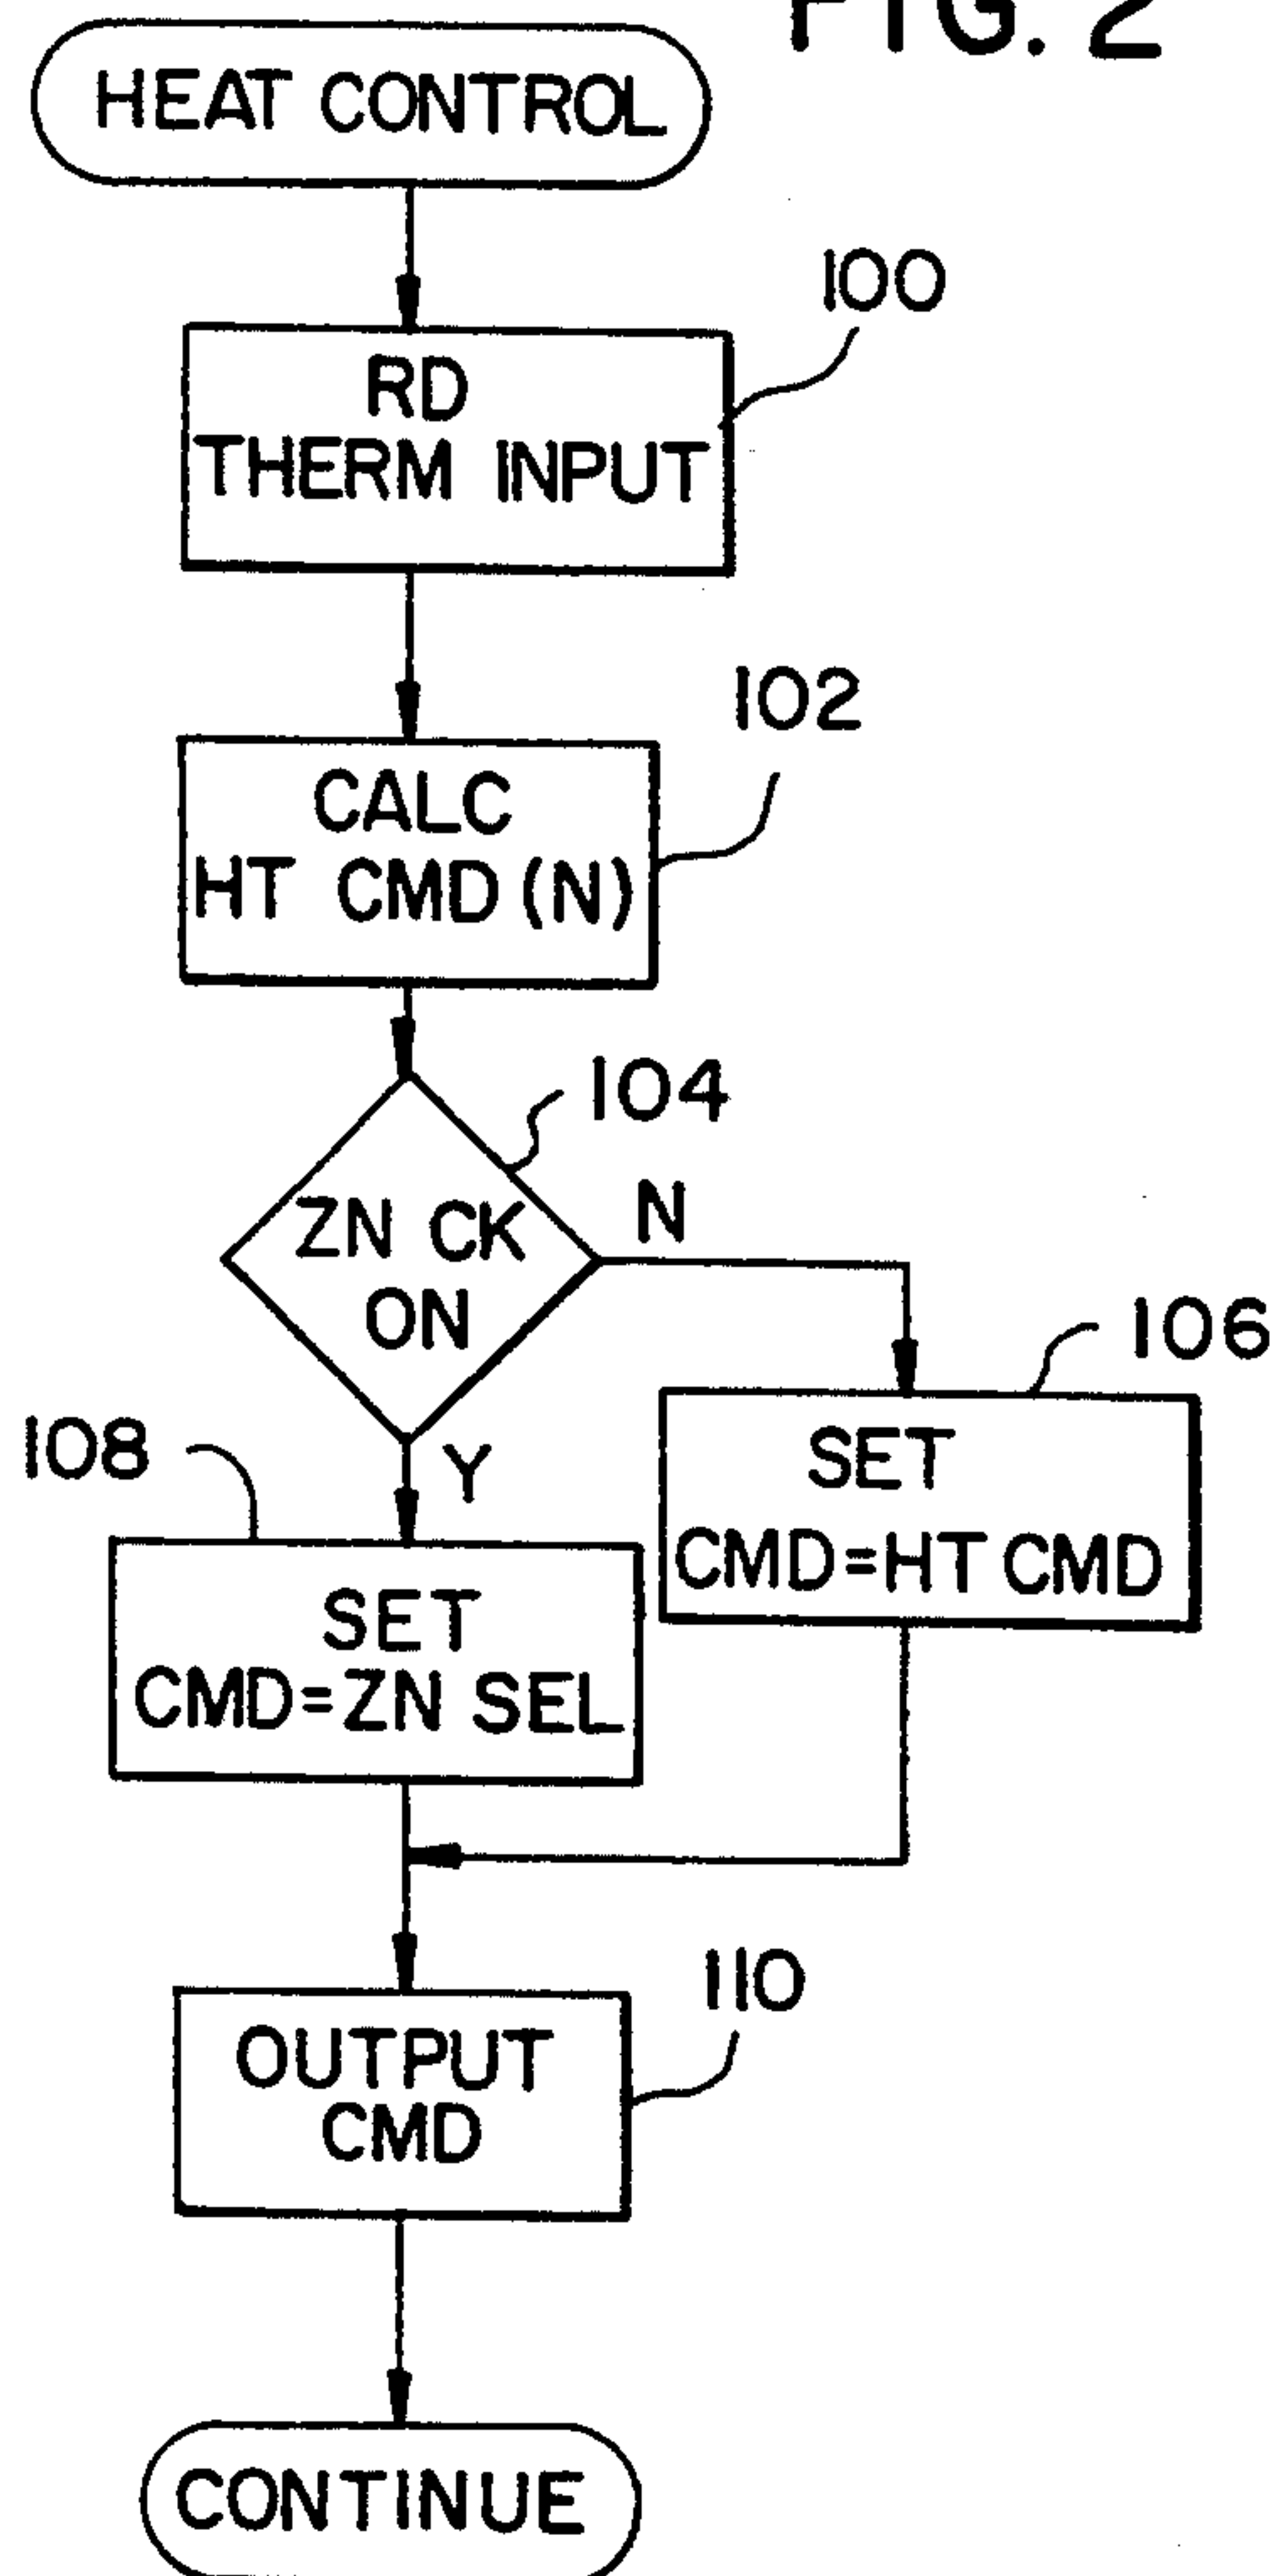 FIG. 2
HEAT CONTROL
100
RD
THERM INPUT
102
CALC
HT CMD (N)
104
ZN CK
ON
N
106
SET
CMD=HT CMD
108
Y
SET
CMD=ZN SEL
110
OUTPUT
CMD
CONTINUE